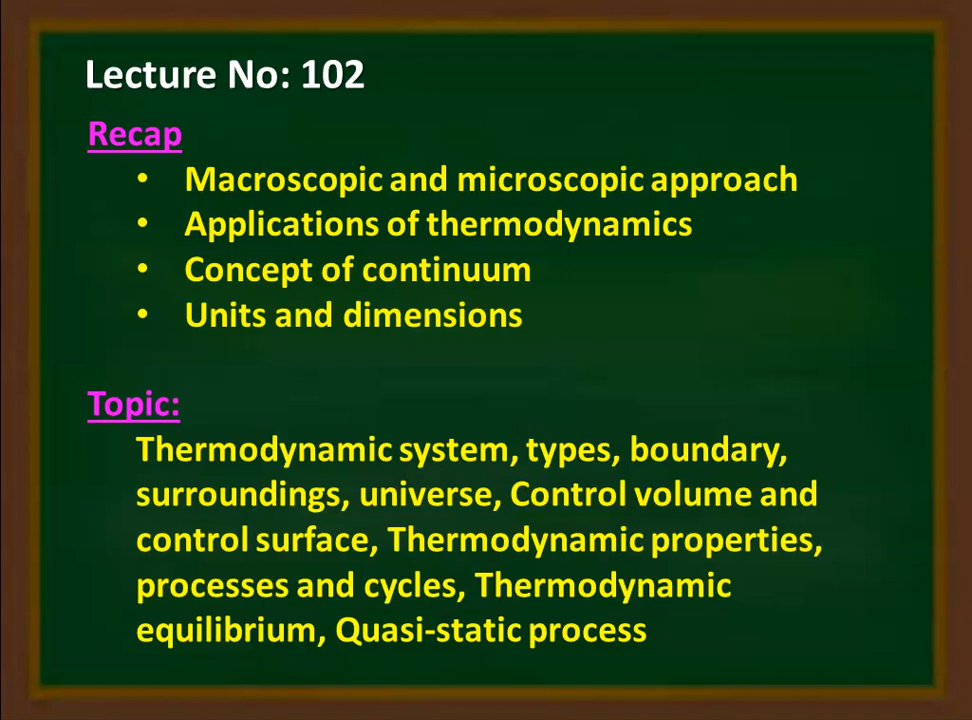 Lecture No: 102
Recap
• Macroscopic and microscopic approach
• Applications of thermodynamics
• Concept of continuum
• Units and dimensions
Topic:
Thermodynamic system, types, boundary,
surroundings, universe, Control volume and
control surface, Thermodynamic properties,
processes and cycles, Thermodynamic
equilibrium, Quasi-static process